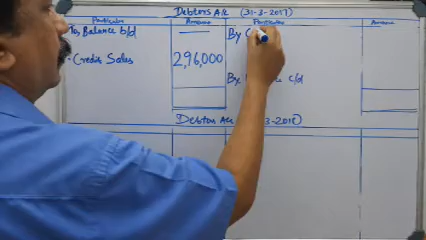 Debtors A/c (31-3-2017)
Particulars Amount Particulars Amount
To, Balance b/d — By C
Credit Sales 2,96,000
By c/d
Debtors A/c 3-2018)